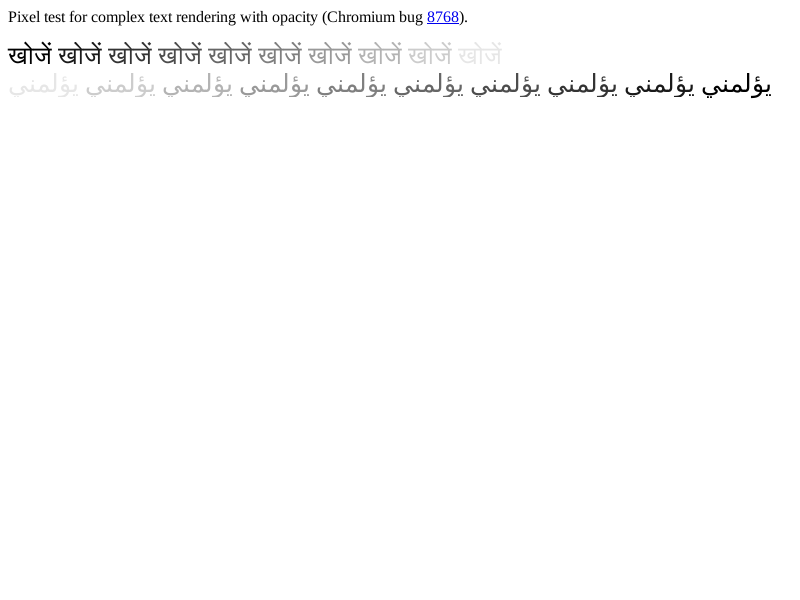 Pixel test for complex text rendering with opacity (Chromium bug 8768).
खोजें खोजें खोजें खोजें खोजें खोजें खोजें खोजें खोजें खोजें
يؤلمني يؤلمني يؤلمني يؤلمني يؤلمني يؤلمني يؤلمني يؤلمني يؤلمني يؤلمني